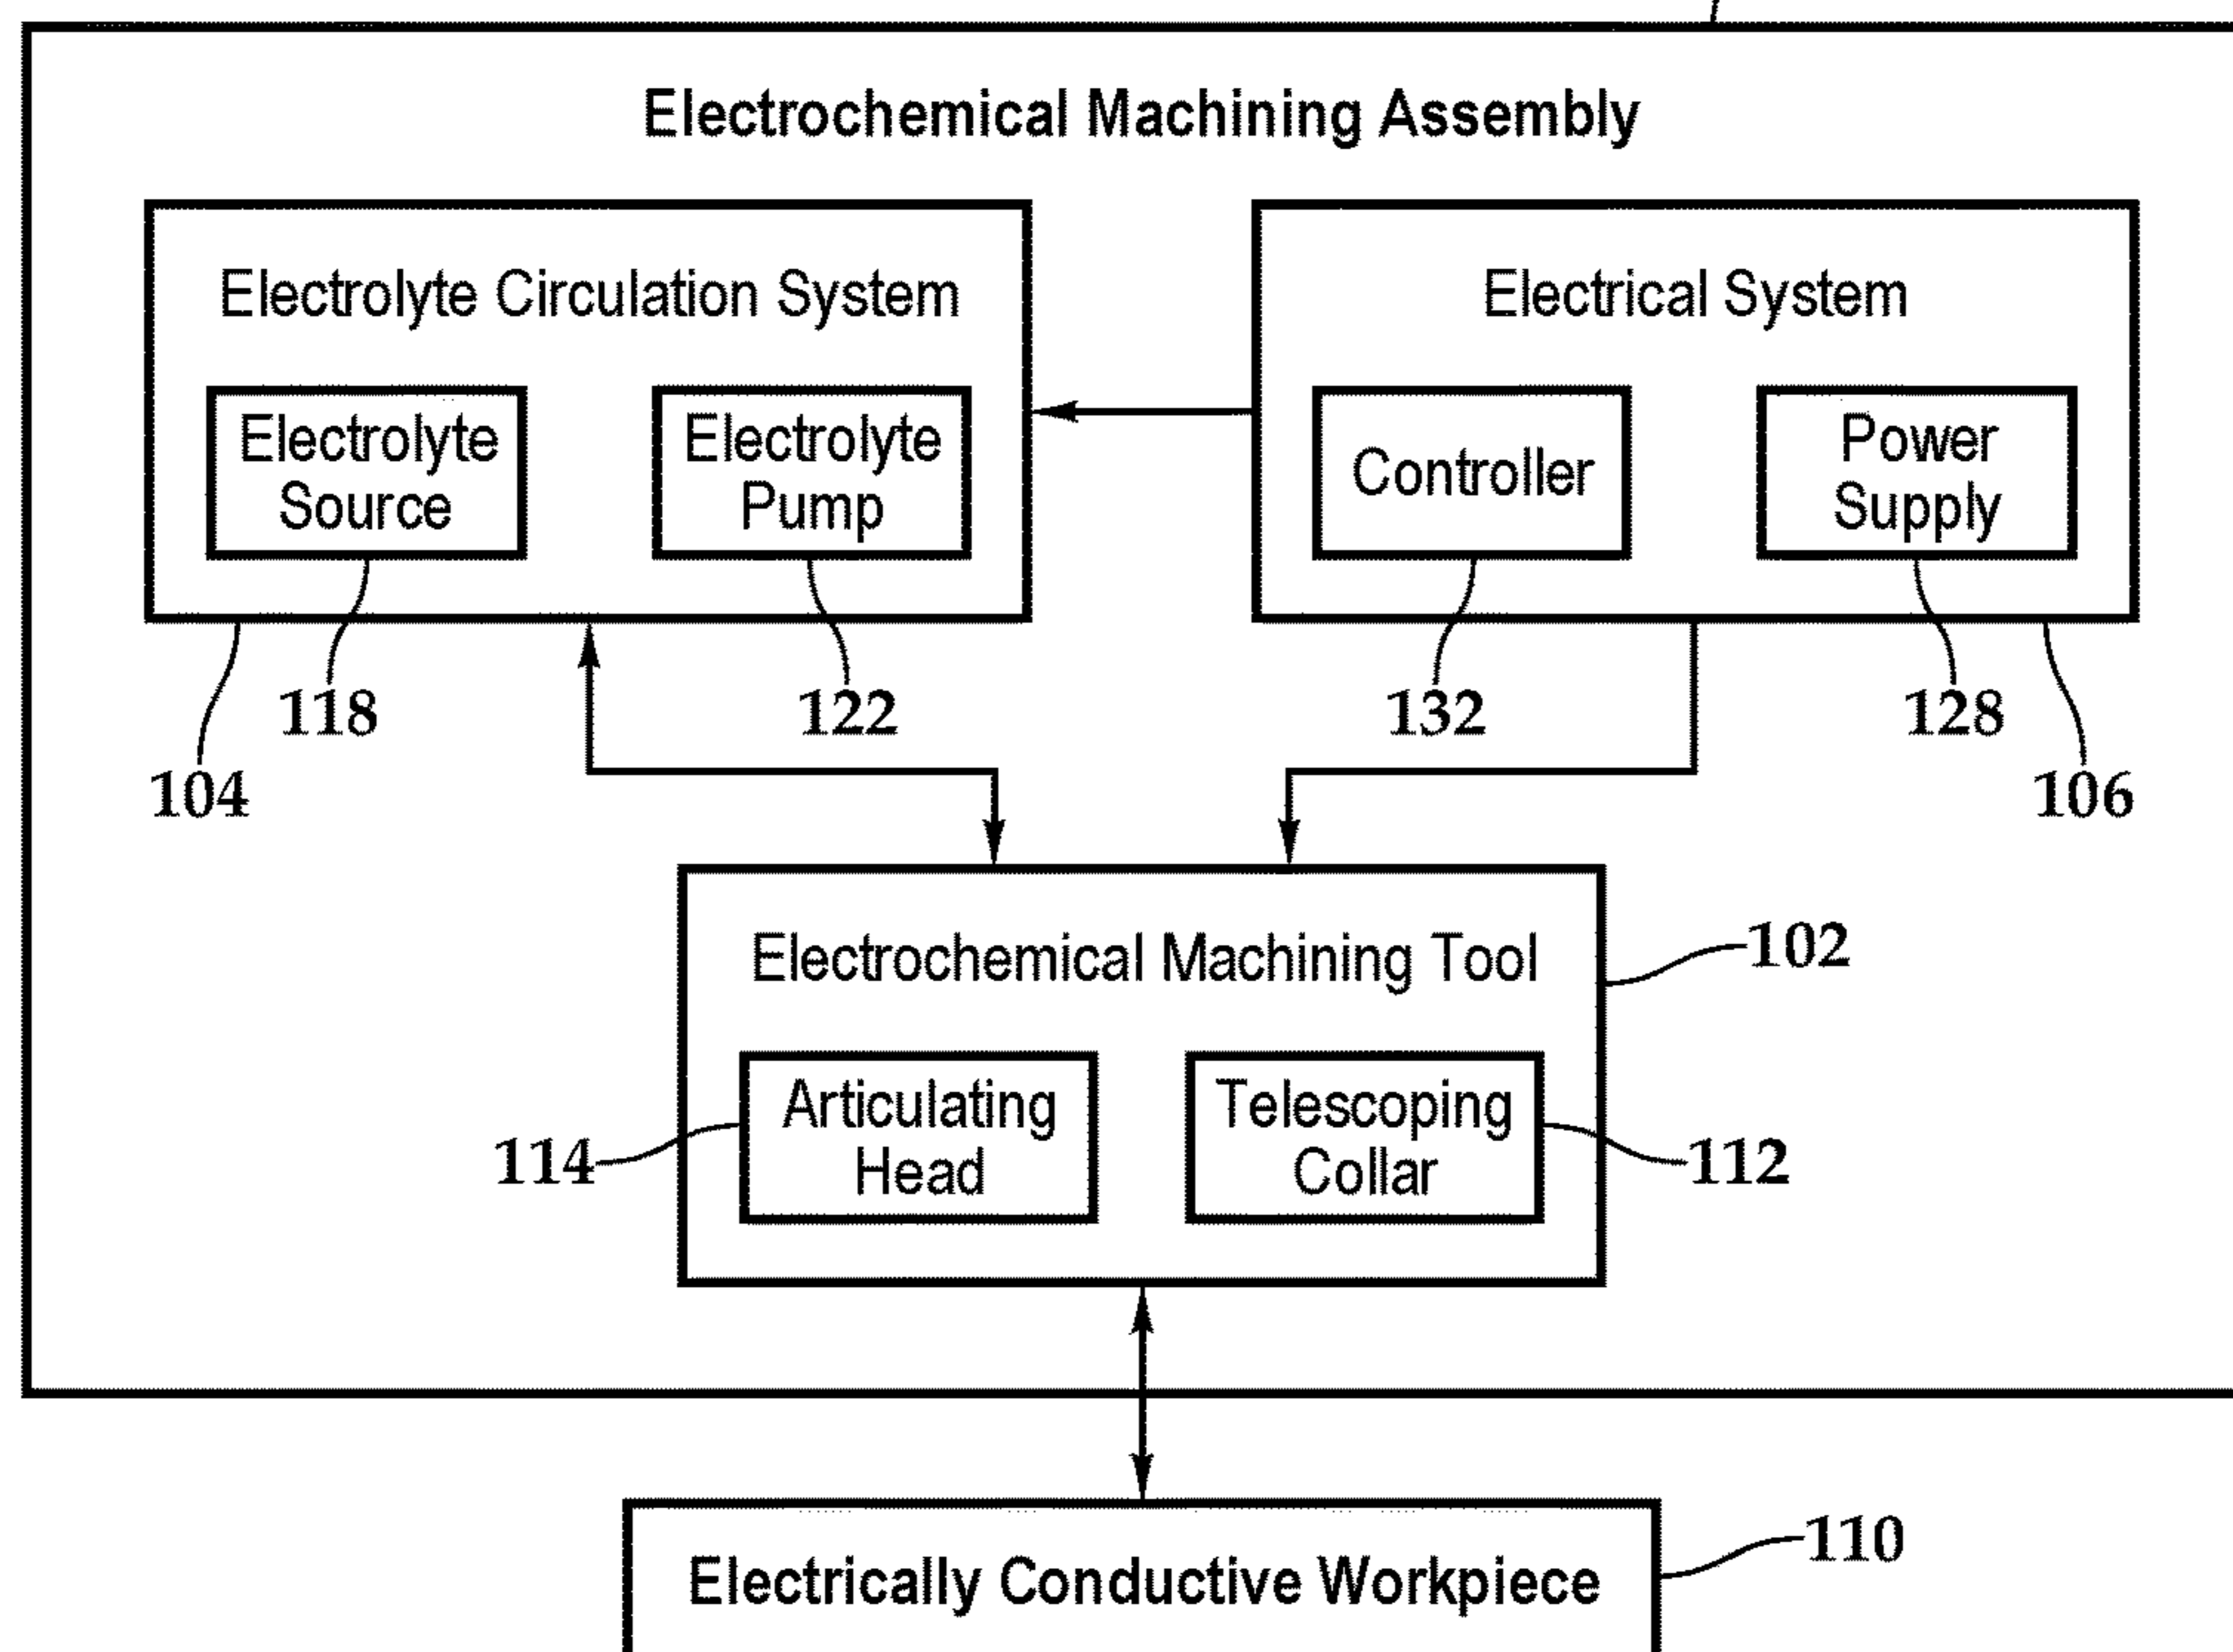 Electrochemical Machining Assembly
Electrolyte Circulation System
Electrolyte
Source
Electrolyte
Pump
118
122
104
Electrical System
Controller
Power
Supply
132
128
106
Electrochemical Machining Tool
102
Articulating
Head
Telescoping
Collar
114
112
Electrically Conductive Workpiece
110